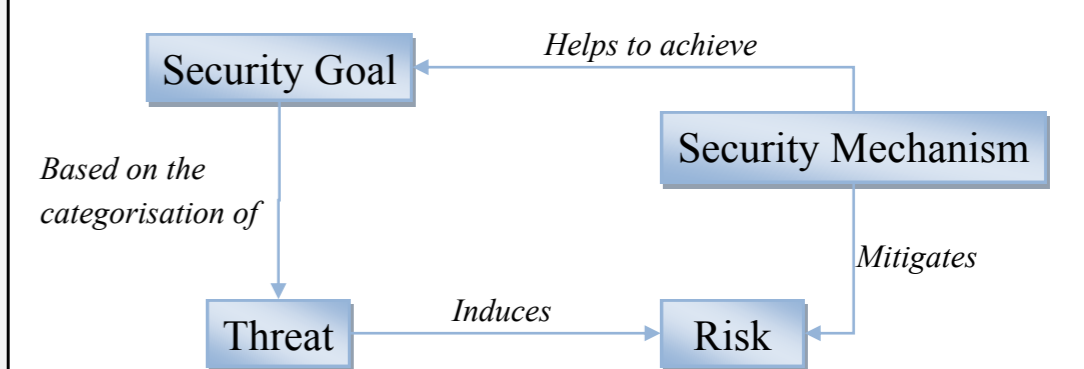 Helps to achieve
Security Goal
Security Mechanism
Based on the
categorisation of
Mitigates
Induces
Threat
Risk